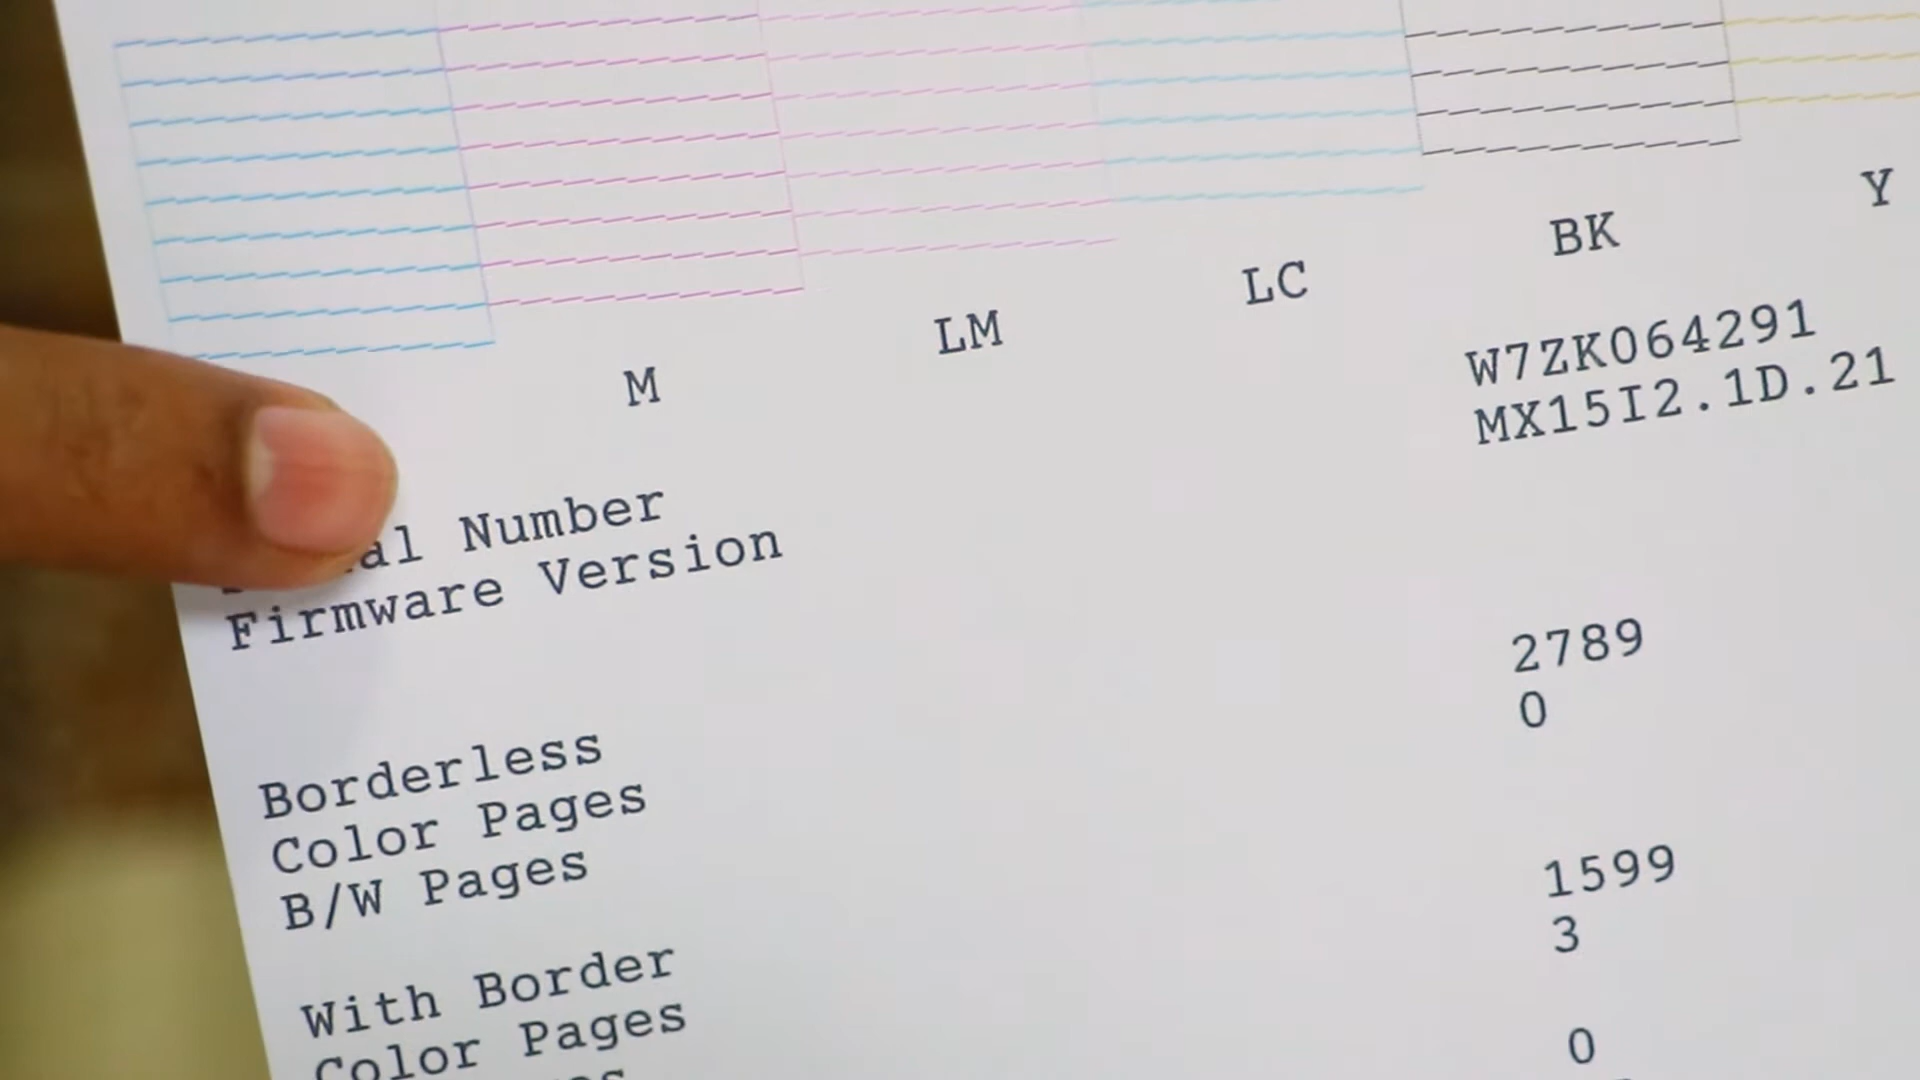 M LM LC BK Y
al Number W7ZK064291
Firmware Version MX15I2.1D.21
Borderless
Color Pages 2789
B/W Pages 0
With Border
Color Pages 1599
3
0